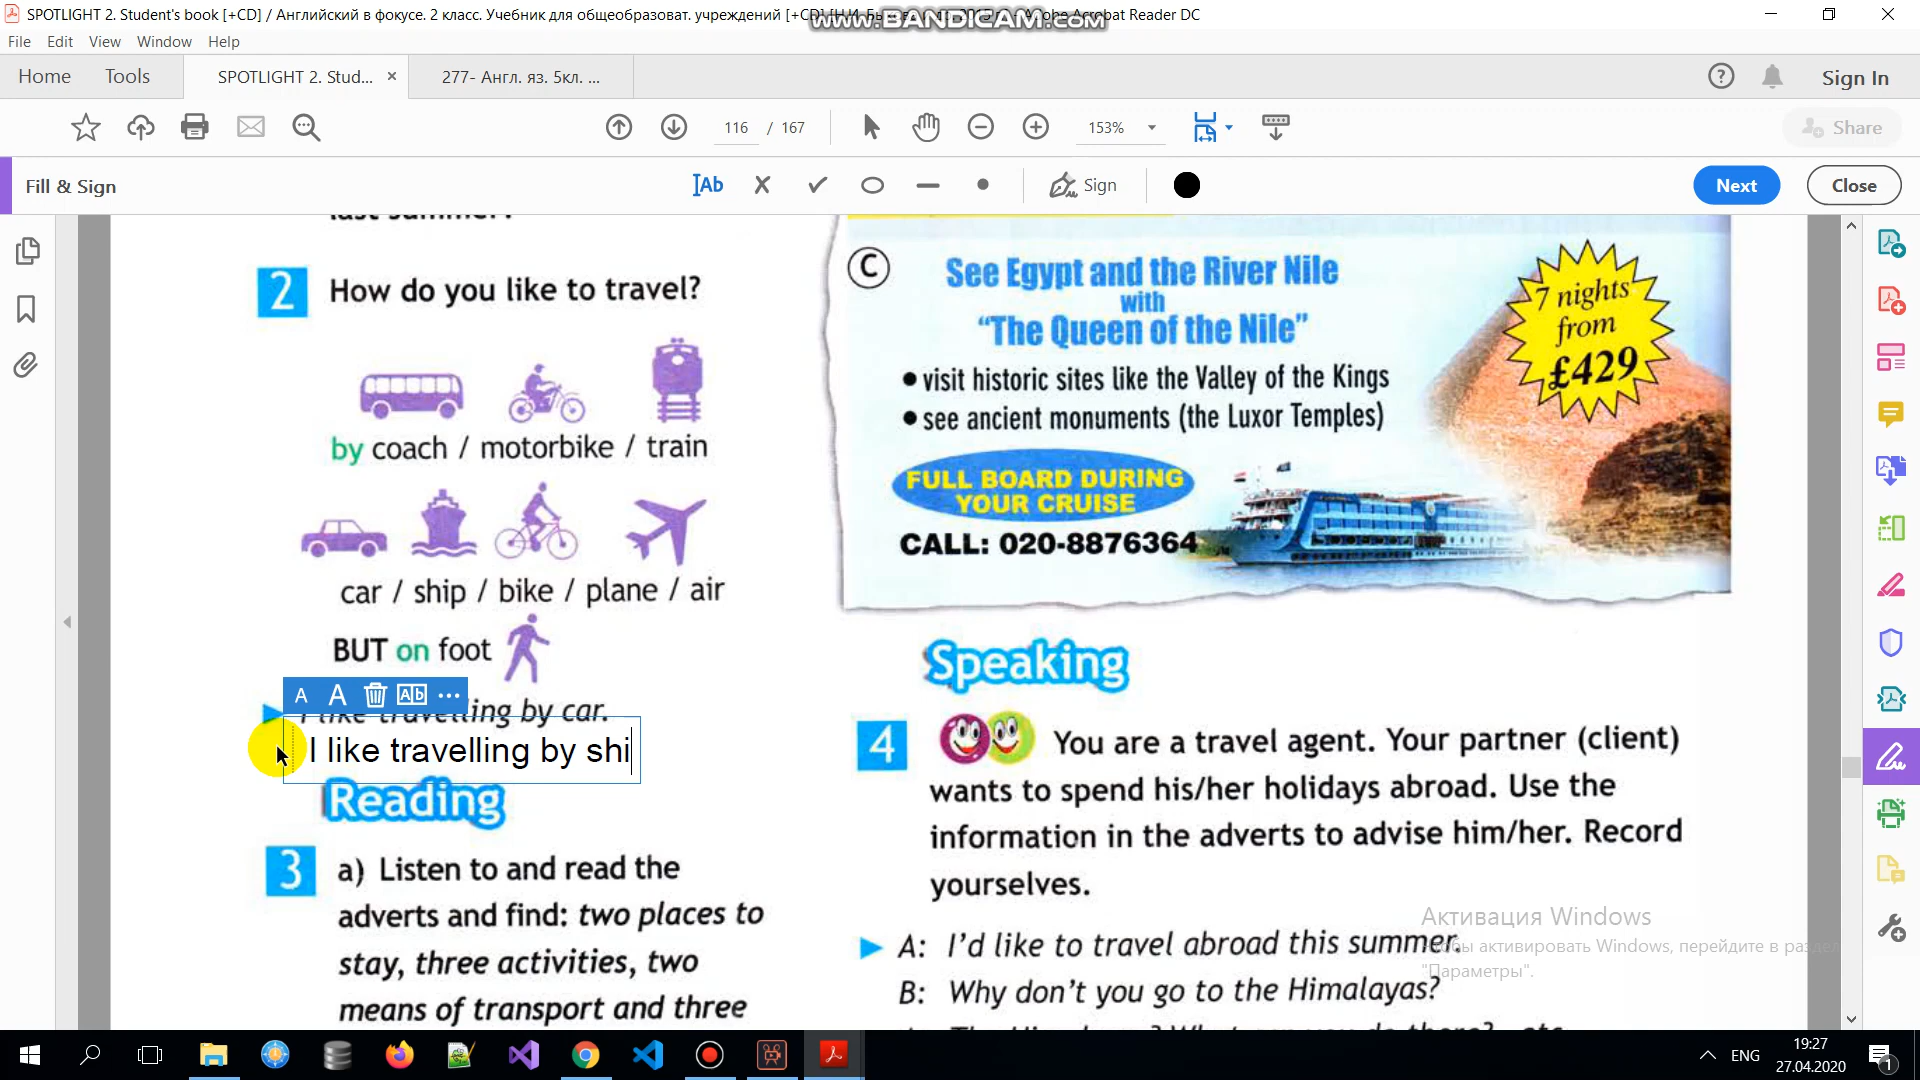 SPOTLIGHT 2. Student's book [+CD] / Английский в фокусе. 2 класс. Учебник для общеобразоват. учреждений [+CD]
Adobe Acrobat Reader DC
WWW.BANDICAM.COM
File Edit View Window Help
Home Tools SPOTLIGHT 2. Stud... × 277- Англ. яз. 5кл. ... Sign In
116 / 167 153% Share
Fill & Sign Ab Sign Next Close
last summer?
2 How do you like to travel?
by coach / motorbike / train
car / ship / bike / plane / air
BUT on foot
A A Ab ...
I like travelling by car.
I like travelling by shi
Reading
3 a) Listen to and read the
adverts and find: two places to
stay, three activities, two
means of transport and three
C See Egypt and the River Nile
with
"The Queen of the Nile"
• visit historic sites like the Valley of the Kings
• see ancient monuments (the Luxor Temples)
7 nights
from
£429
FULL BOARD DURING
YOUR CRUISE
CALL: 020-8876364
Speaking
4 You are a travel agent. Your partner (client)
wants to spend his/her holidays abroad. Use the
information in the adverts to advise him/her. Record
yourselves.
A: I'd like to travel abroad this summer.
B: Why don't you go to the Himalayas?
Активация Windows
Чтобы активировать Windows, перейдите в раздел
"Параметры".
ENG
19:27
27.04.2020
1